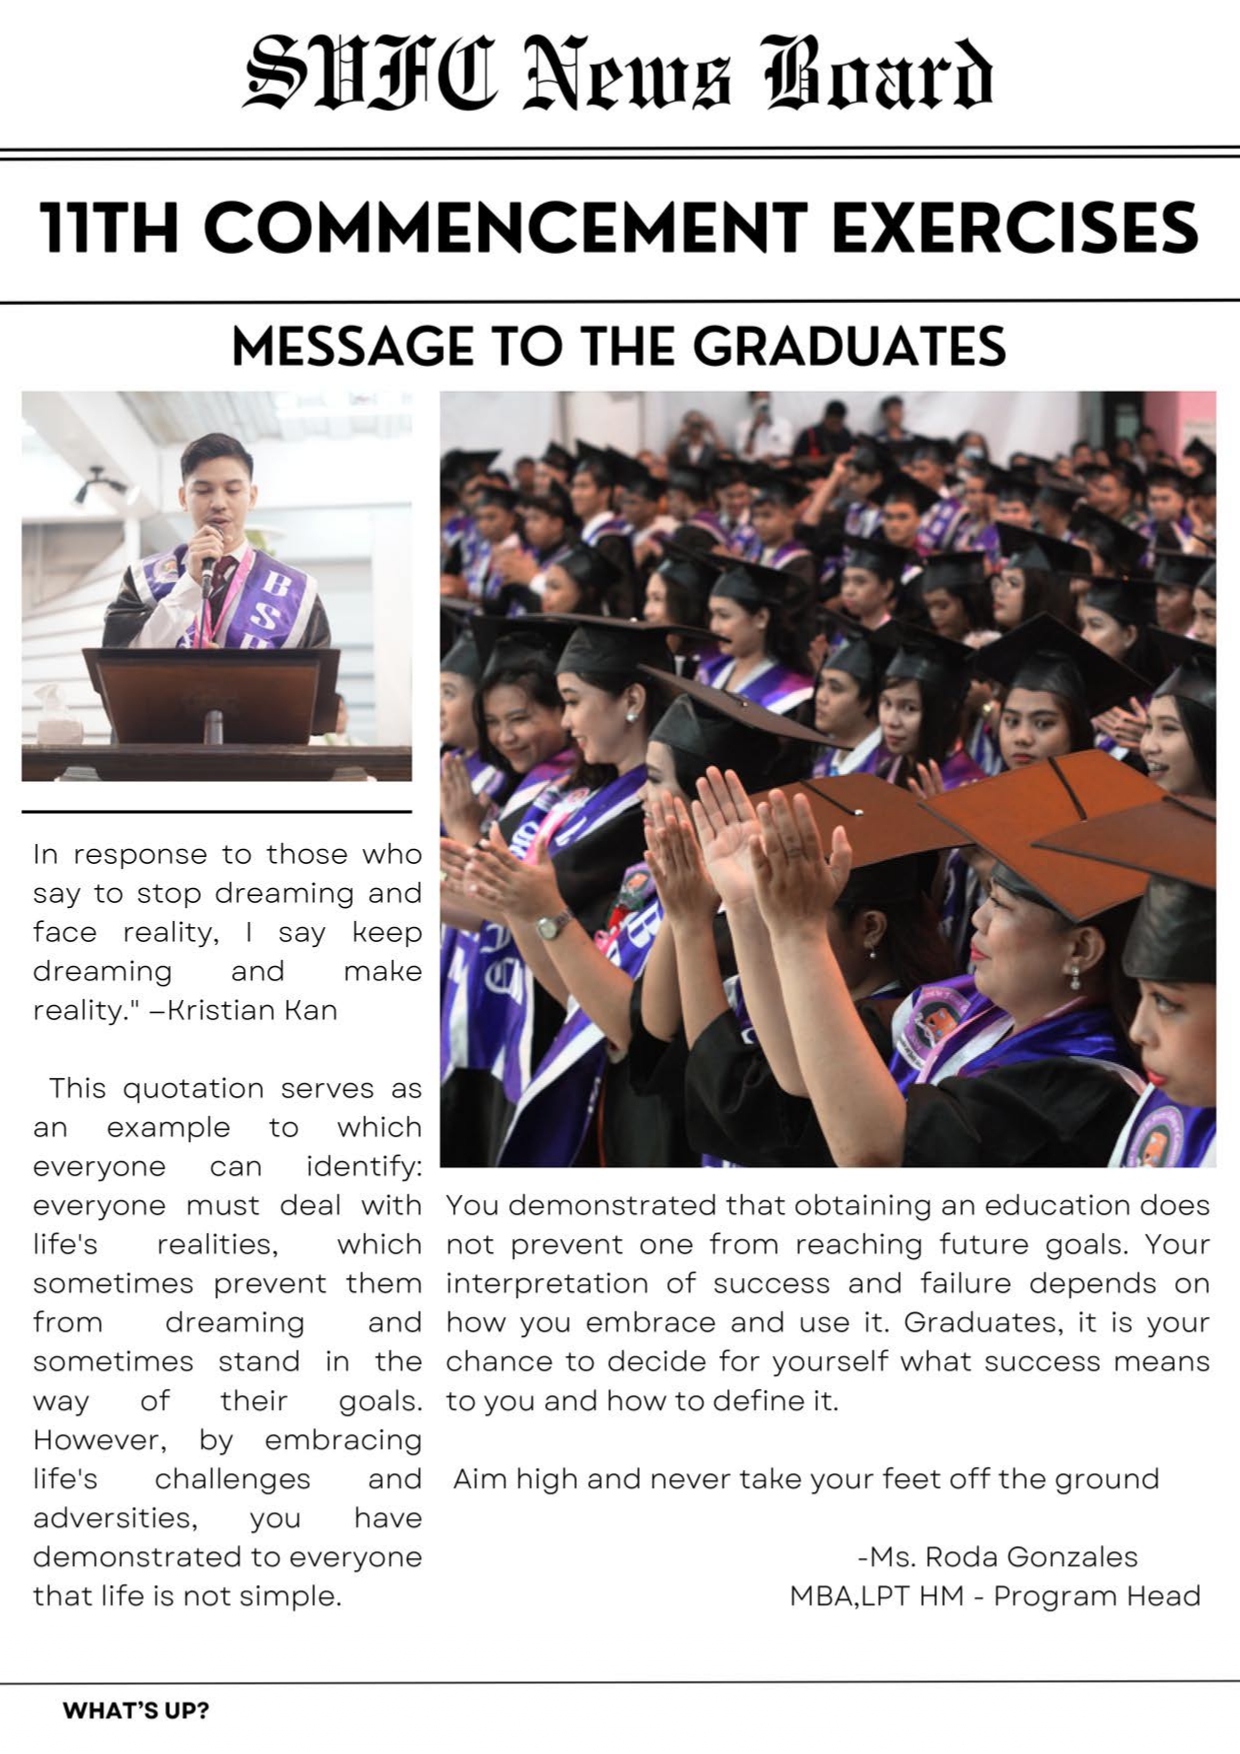 SVFC News Board
11TH COMMENCEMENT EXERCISES
MESSAGE TO THE GRADUATES
B
S
In response to those who
say to stop dreaming and
face reality, I say keep
dreaming and make
reality." –Kristian Kan
This quotation serves as
an example to which
everyone can identify:
everyone must deal with
life's realities, which
sometimes prevent them
from dreaming and
sometimes stand in the
way of their goals.
However, by embracing
life's challenges and
adversities, you have
demonstrated to everyone
that life is not simple.
You demonstrated that obtaining an education does
not prevent one from reaching future goals. Your
interpretation of success and failure depends on
how you embrace and use it. Graduates, it is your
chance to decide for yourself what success means
to you and how to define it.
Aim high and never take your feet off the ground
-Ms. Roda Gonzales
MBA,LPT HM - Program Head
WHAT'S UP?